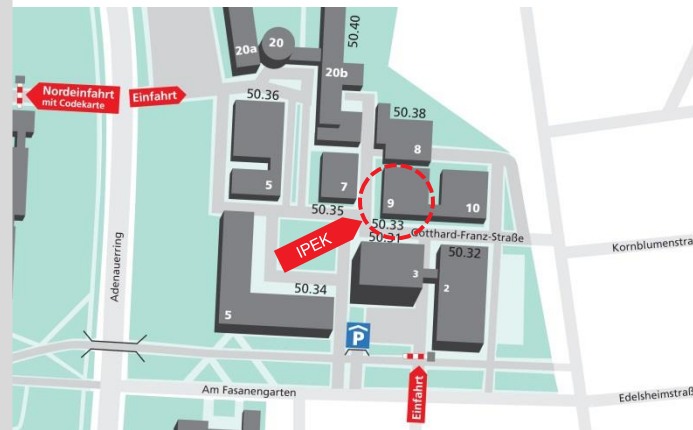 20
20a
50.40
20b
Nordeinfahrt
mit Codekarte
Einfahrt
50.36
50.38
8
5
7
9
10
50.35
50.33
Gotthard-Franz-Straße
50.31
IPEK
50.32
Kornblumenstra
3
2
50.34
Adenauerring
5
P
Am Fasanengarten
Einfahrt
Edelsheimstraß